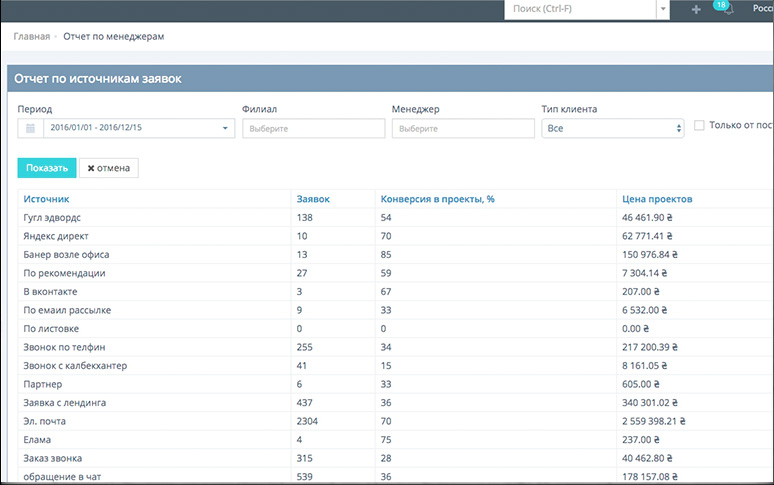 Поиск (Ctrl-F) 18
Главная Отчет по менеджерам
Отчет по источникам заявок
Период Филиал Менеджер Тип клиента
2016/01/01 - 2016/12/15 Выберите Выберите Все Только от
Показать × отмена
Источник Заявок Конверсия в проекты, % Цена проектов
Гугл эдвордс 138 54 46 461.90 ₴
Яндекс директ 10 70 62 771.41 ₴
Банер возле офиса 13 85 150 976.84 ₴
По рекомендации 27 59 7 304.14 ₴
В вконтакте 3 67 207.00 ₴
По емаил рассылке 9 33 6 532.00 ₴
По листовке 0 0 0.00 ₴
Звонок по телфин 255 34 217 200.39 ₴
Звонок с калбекхантер 41 15 8 161.05 ₴
Партнер 6 33 605.00 ₴
Заявка с лендинга 437 36 340 301.02 ₴
Эл. почта 2304 70 2 559 398.21 ₴
Елама 4 75 237.00 ₴
Заказ звонка 315 28 40 462.80 ₴
обращение в чат 539 36 178 157.08 ₴